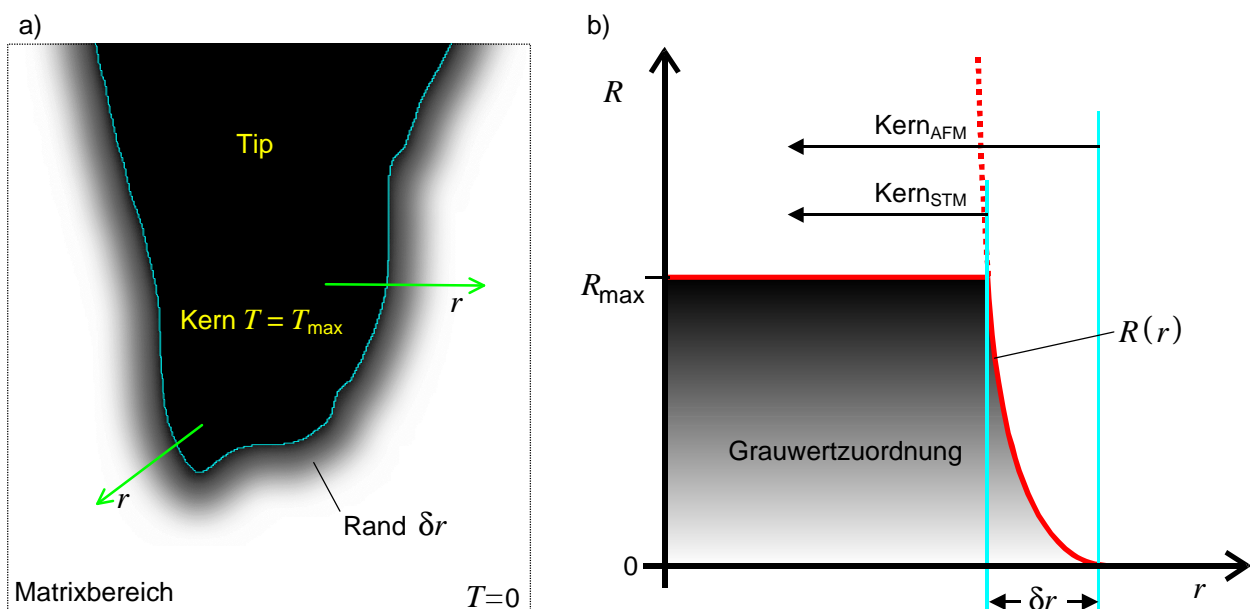 a)
Tip
r
Kern T = Tmax
r
Rand δr
Matrixbereich
T=0
b)
R
KernAFM
KernSTM
Rmax
R(r)
Grauwertzuordnung
0
r
δr